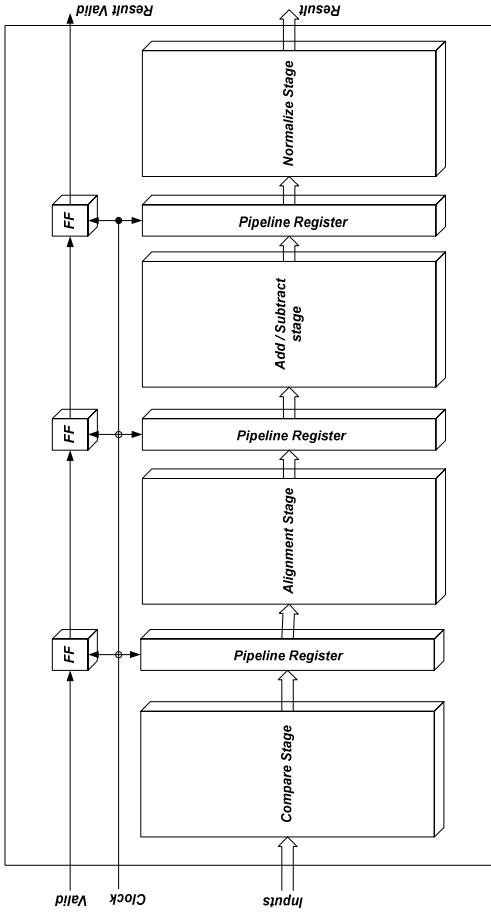 Result Valid
Result
Normalize Stage
FF
Pipeline Register
Add / Subtract
stage
FF
Pipeline Register
Alignment Stage
FF
Pipeline Register
Compare Stage
Valid
Clock
Inputs